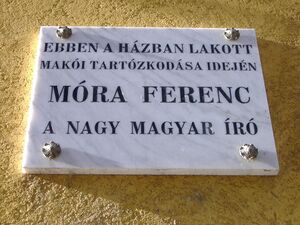 EBBEN A HÁZBAN LAKOTT
MAKÓI TARTÓZKODÁSA IDEJÉN
MÓRA FERENC
A NAGY MAGYAR ÍRÓ